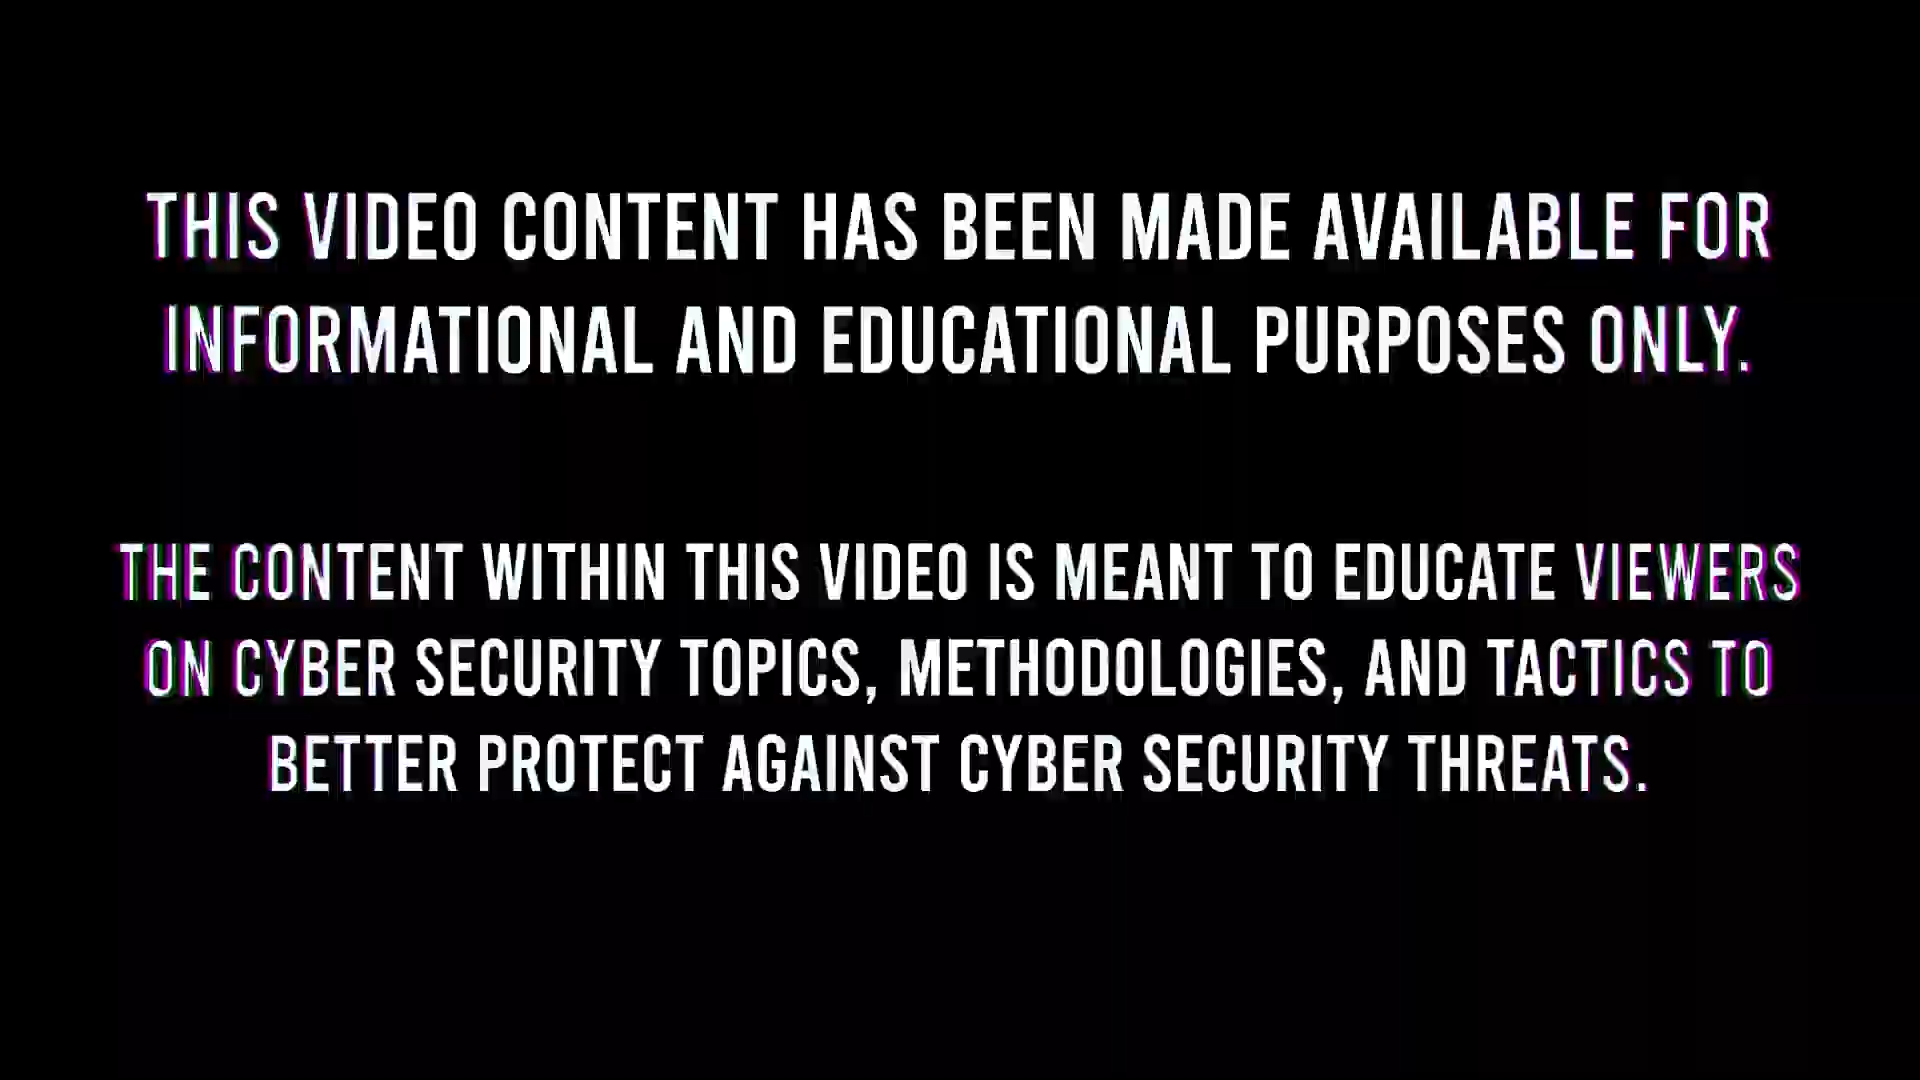 THIS VIDEO CONTENT HAS BEEN MADE AVAILABLE FOR
INFORMATIONAL AND EDUCATIONAL PURPOSES ONLY.
THE CONTENT WITHIN THIS VIDEO IS MEANT TO EDUCATE VIEWERS
ON CYBER SECURITY TOPICS, METHODOLOGIES, AND TACTICS TO
BETTER PROTECT AGAINST CYBER SECURITY THREATS.